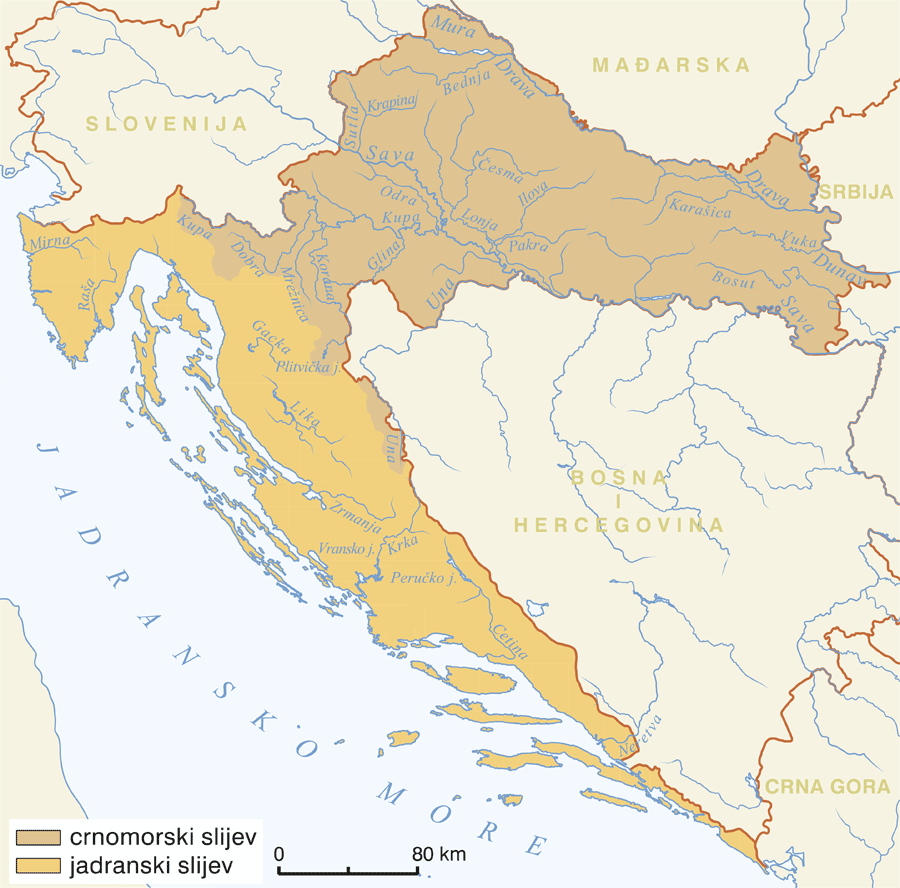 Mura
MAĐARSKA
Bednja
Drava
Krapinaj
SLOVENIJA
Sutla
Sava
Česma
Odra
Ilova
Drava
SRBIJA
Karašica
Kupa
Lonja
Kupa
Mirna
Dobra
Glina
Pakra
Vuka
Korana
Dunav
Raša
Mrežnica
Una
Bosut
Sava
Gacka
Plitvička j.
Lika
Una
JADRANSKO MORE
BOSNA
I
HERCEGOVINA
Zrmanja
Vransko j.
Krka
Peručko j.
Cetina
Neretva
CRNA GORA
crnomorski slijev
jadranski slijev
0
80 km